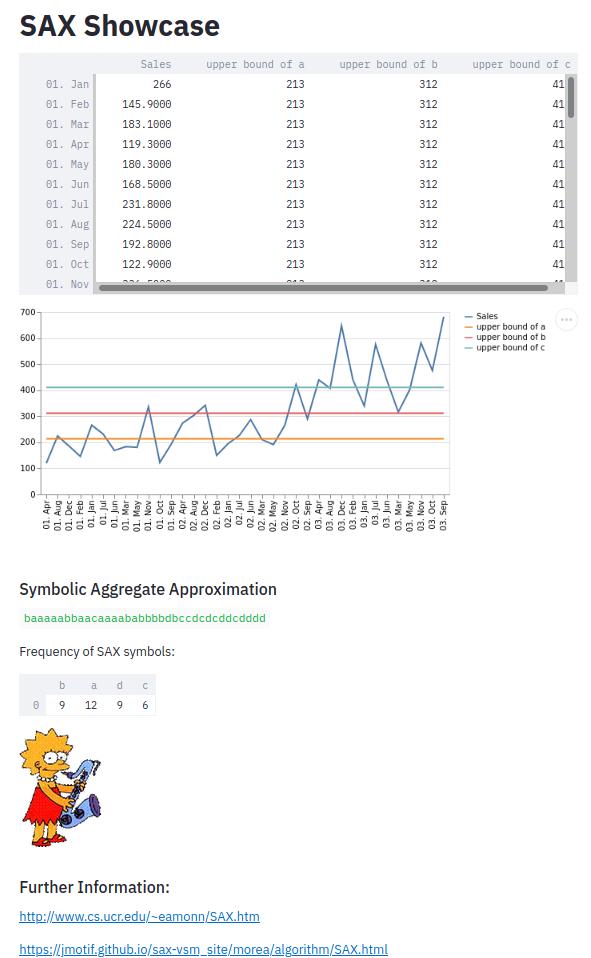 SAX Showcase
Sales upper bound of a upper bound of b upper bound of c
01. Jan 266 213 312 41
01. Feb 145.9000 213 312 41
01. Mar 183.1000 213 312 41
01. Apr 119.3000 213 312 41
01. May 180.3000 213 312 41
01. Jun 168.5000 213 312 41
01. Jul 231.8000 213 312 41
01. Aug 224.5000 213 312 41
01. Sep 192.8000 213 312 41
01. Oct 122.9000 213 312 41
01. Nov
700
600
500
400
300
200
100
0
Sales
upper bound of a
upper bound of b
upper bound of c
01. Apr
01. Aug
01. Dec
01. Feb
01. Jan
01. Jul
01. Jun
01. Mar
01. May
01. Nov
01. Oct
01. Sep
02. Apr
02. Aug
02. Dec
02. Feb
02. Jan
02. Jul
02. Jun
02. Mar
02. May
02. Nov
02. Oct
02. Sep
03. Apr
03. Aug
03. Dec
03. Feb
03. Jan
03. Jul
03. Jun
03. Mar
03. May
03. Nov
03. Oct
03. Sep
Symbolic Aggregate Approximation
baaaaabbaacaaaababbbbdbccdcdcddcdddd
Frequency of SAX symbols:
b a d c
0 9 12 9 6
Further Information:
http://www.cs.ucr.edu/~eamonn/SAX.htm
https://jmotif.github.io/sax-vsm_site/morea/algorithm/SAX.html